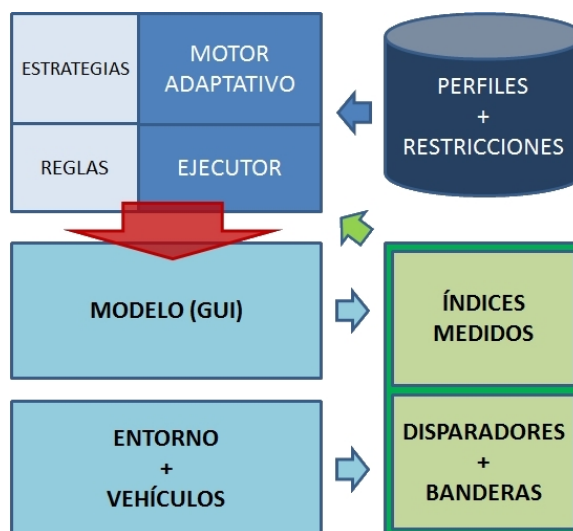 ESTRATEGIAS
MOTOR
ADAPTATIVO
PERFILES
+
RESTRICCIONES
REGLAS
EJECUTOR
MODELO (GUI)
ÍNDICES
MEDIDOS
ENTORNO
+
VEHÍCULOS
DISPARADORES
+
BANDERAS